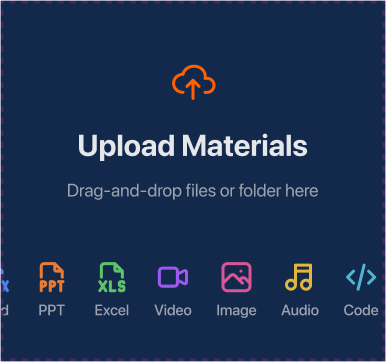 Upload Materials
Drag-and-drop files or folder here
PPT XLS
PPT Excel Video Image Audio Code